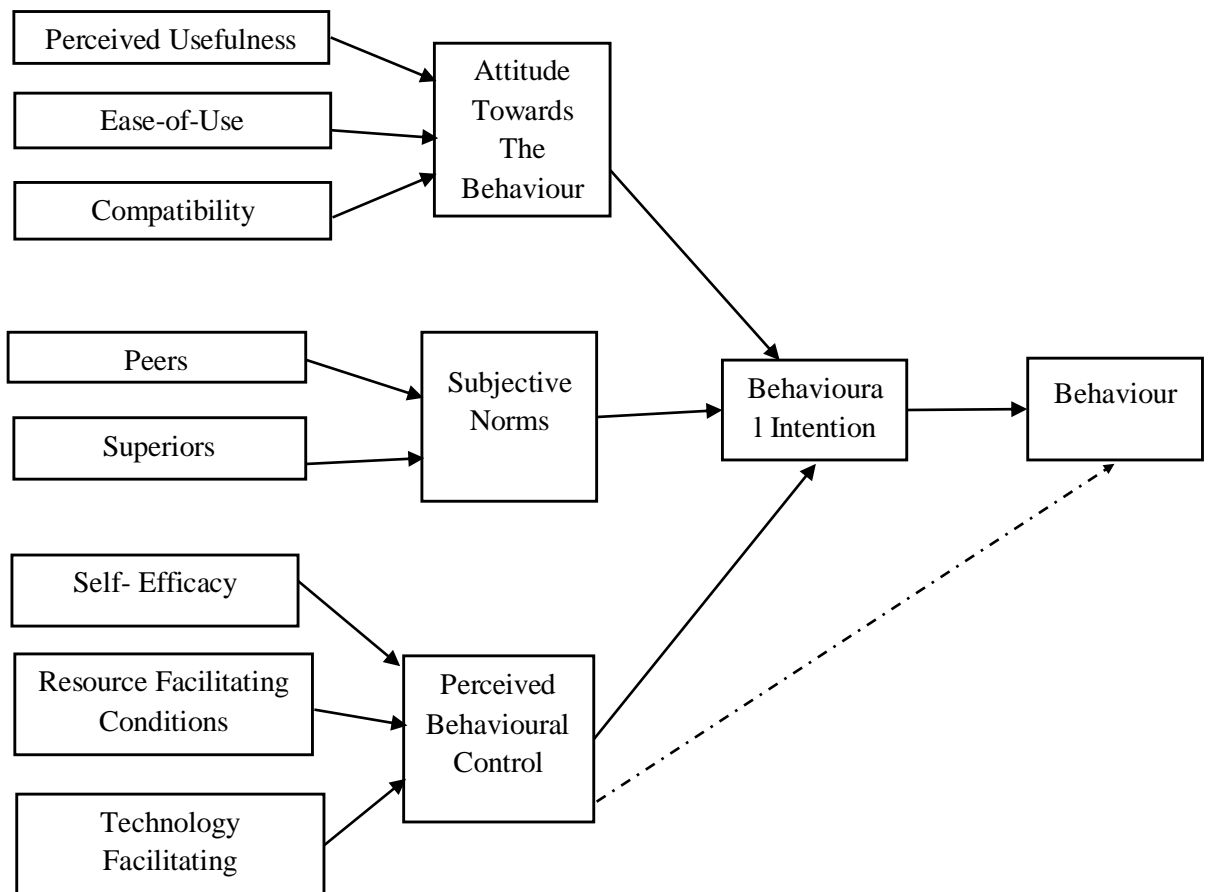 Perceived Usefulness
Ease-of-Use
Compatibility
Attitude
Towards
The
Behaviour
Peers
Superiors
Subjective
Norms
Behavioura
l Intention
Behaviour
Self- Efficacy
Resource Facilitating
Conditions
Technology
Facilitating
Perceived
Behavioural
Control